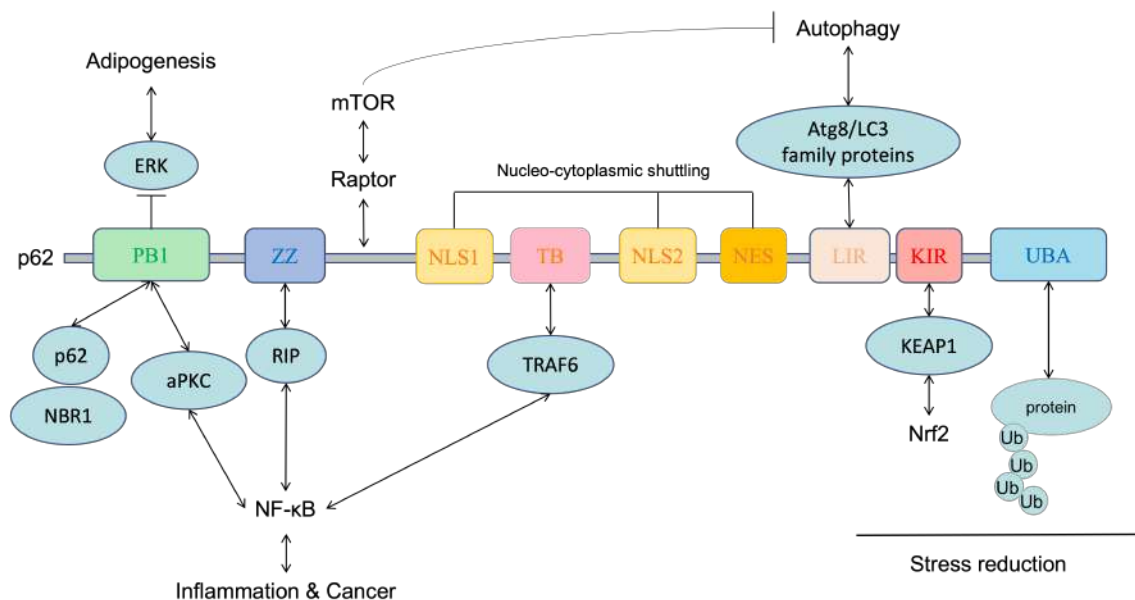 Autophagy
Adipogenesis
mTOR
Atg8/LC3
family proteins
ERK
Raptor
Nucleo-cytoplasmic shuttling
p62
PB1
ZZ
NLS1
TB
NLS2
NES
LIR
KIR
UBA
p62
RIP
KEAP1
aPKC
TRAF6
NBR1
protein
Nrf2
Ub
Ub
Ub
Ub
NF-κB
Stress reduction
Inflammation & Cancer